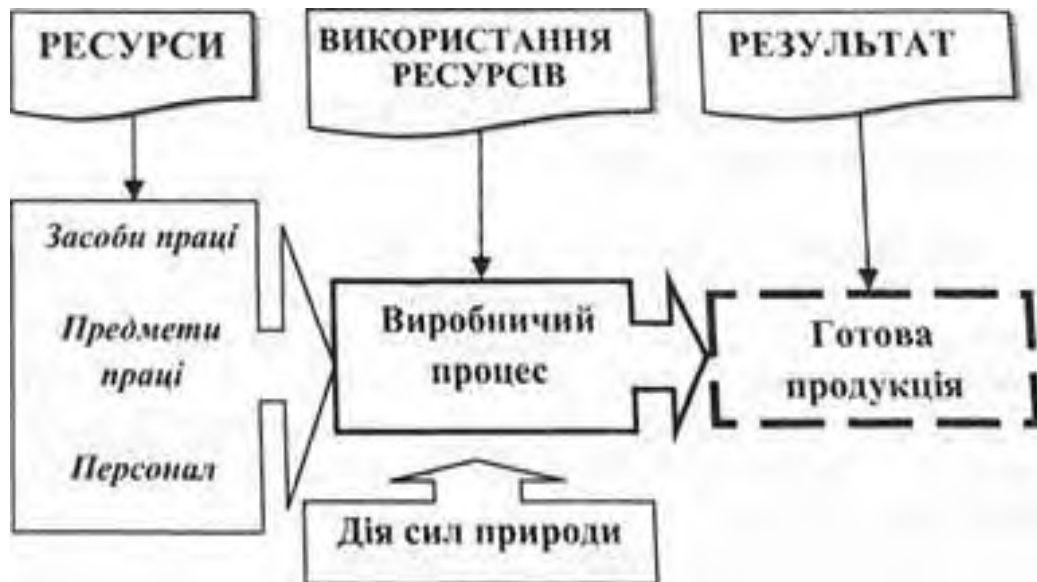 РЕСУРСИ
ВИКОРИСТАННЯ
РЕСУРСІВ
РЕЗУЛЬТАТ
Засоби праці
Предмети
праці
Персонал
Виробничий
процес
Готова
продукція
Дія сил природи